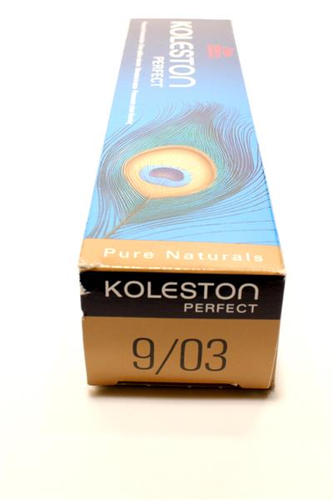 KOLESTON
PERFECT
Pure Naturals
KOLESTON
PERFECT
9/03